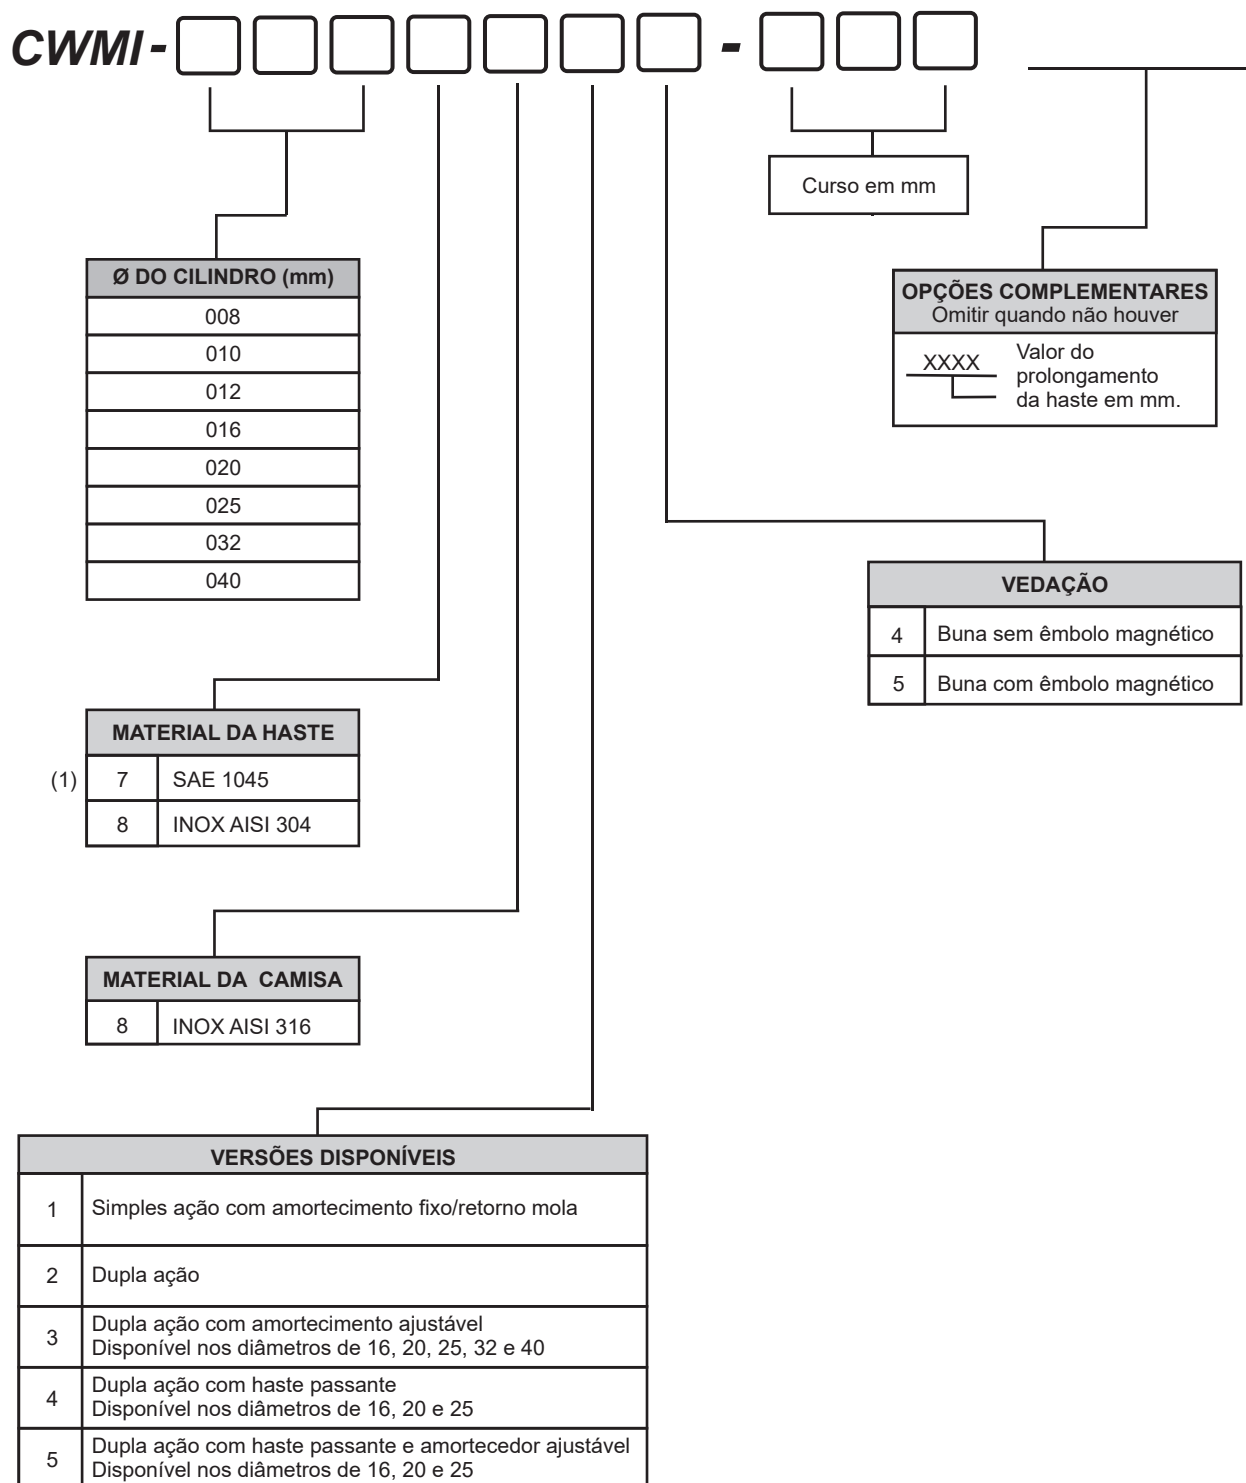 CWMI- -
Curso em mm
Ø DO CILINDRO (mm)
008
010
012
016
020
025
032
040
OPÇÕES COMPLEMENTARES
Omitir quando não houver
XXXX
Valor do
prolongamento
da haste em mm.
VEDAÇÃO
4 Buna sem êmbolo magnético
5 Buna com êmbolo magnético
MATERIAL DA HASTE
(1) 7 SAE 1045
8 INOX AISI 304
MATERIAL DA CAMISA
8 INOX AISI 316
VERSÕES DISPONÍVEIS
1 Simples ação com amortecimento fixo/retorno mola
2 Dupla ação
3 Dupla ação com amortecimento ajustável
Disponível nos diâmetros de 16, 20, 25, 32 e 40
4 Dupla ação com haste passante
Disponível nos diâmetros de 16, 20 e 25
5 Dupla ação com haste passante e amortecedor ajustável
Disponível nos diâmetros de 16, 20 e 25